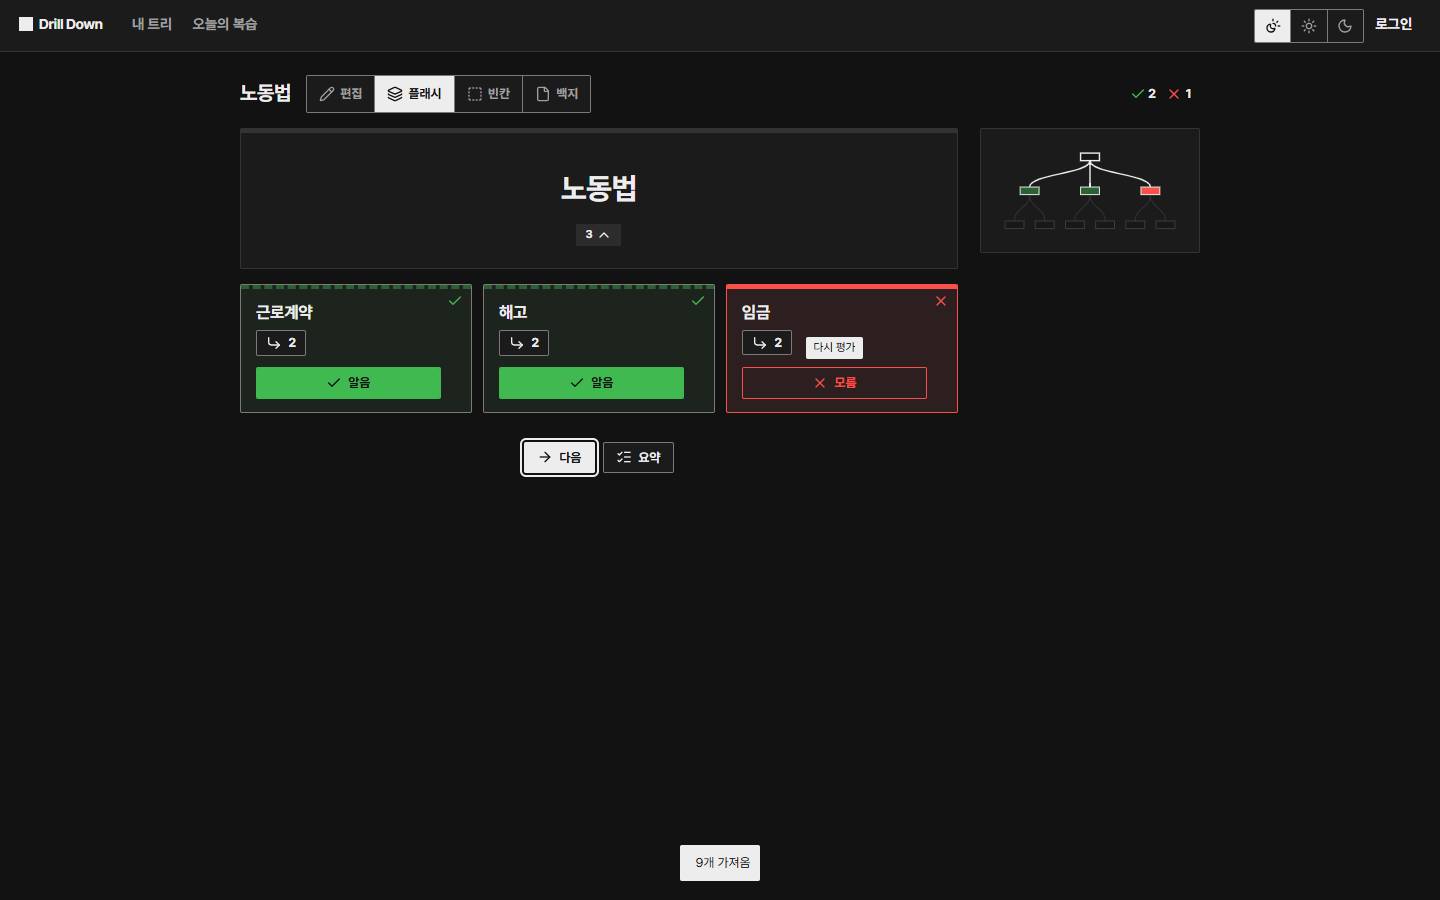 Drill Down 내 트리 오늘의 복습 로그인
노동법 편집 플래시 빈칸 백지 2 1
노동법
3
근로계약 해고 임금
2 2 2 다시 평가
알음 알음 모름
다음 요약
9개 가져옴